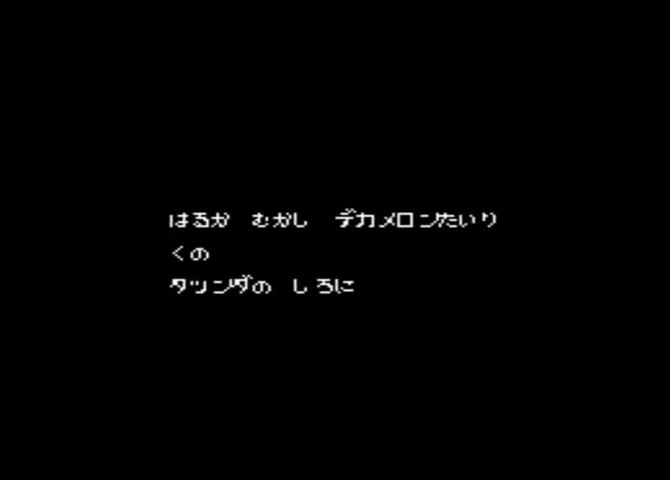 はるか むかし デカメロンたいり
くの
タツンダの しろに